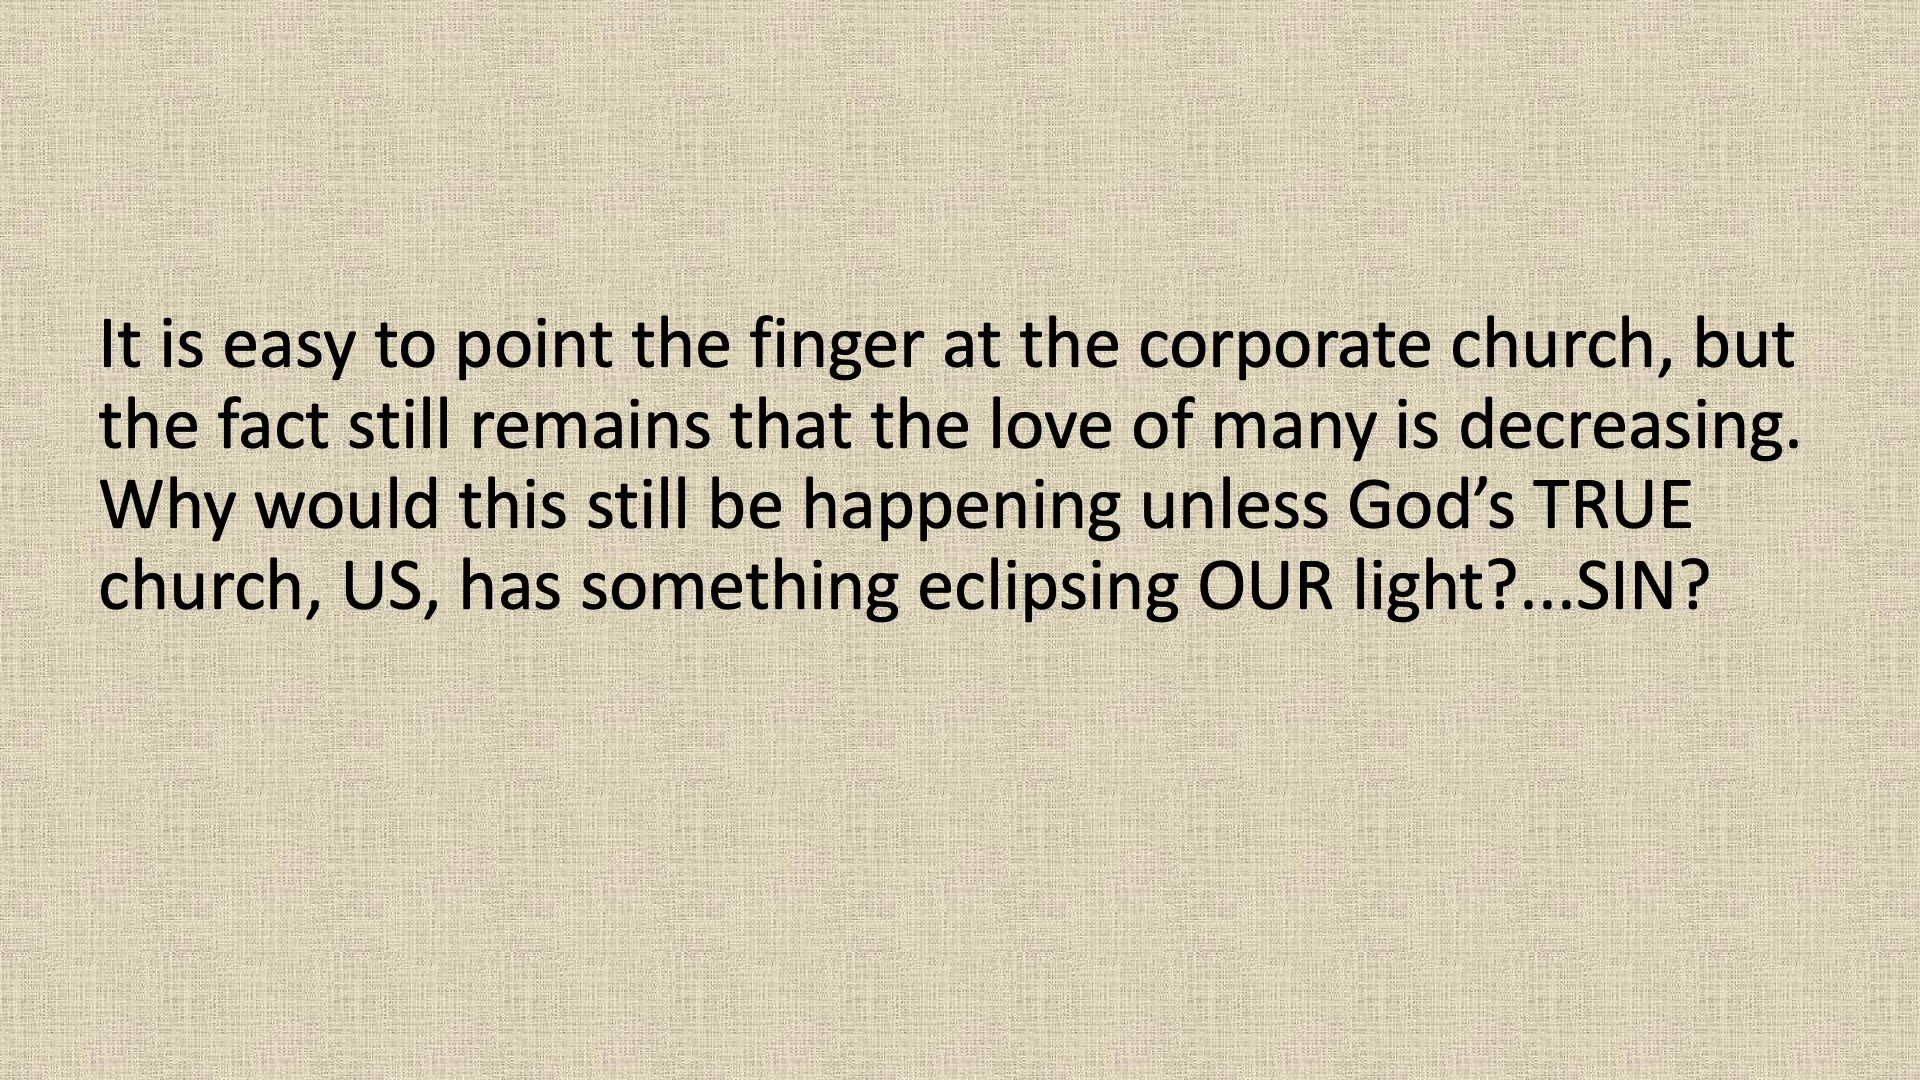 It is easy to point the finger at the corporate church, but
the fact still remains that the love of many is decreasing.
Why would this still be happening unless God’s TRUE
church, US, has something eclipsing OUR light?...SIN?